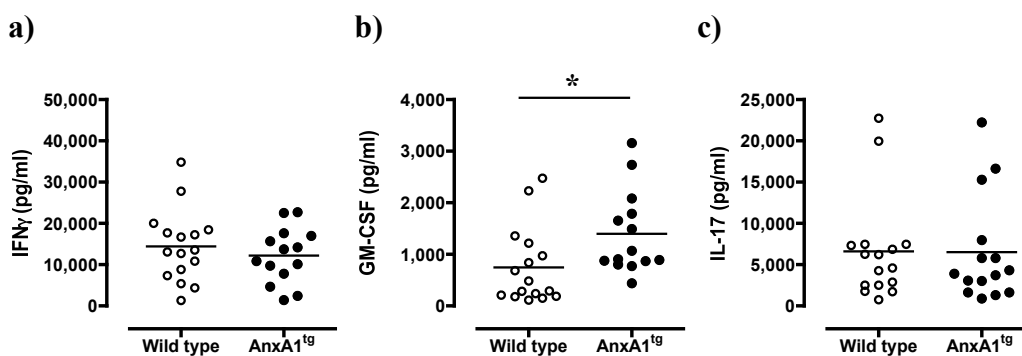 a)
IFNγ (pg/ml)
50,000
40,000
30,000
20,000
10,000
0
Wild type
AnxA1tg
b)
GM-CSF (pg/ml)
4,000
3,000
2,000
1,000
0
*
Wild type
AnxA1tg
c)
IL-17 (pg/ml)
25,000
20,000
15,000
10,000
5,000
0
Wild type
AnxA1tg